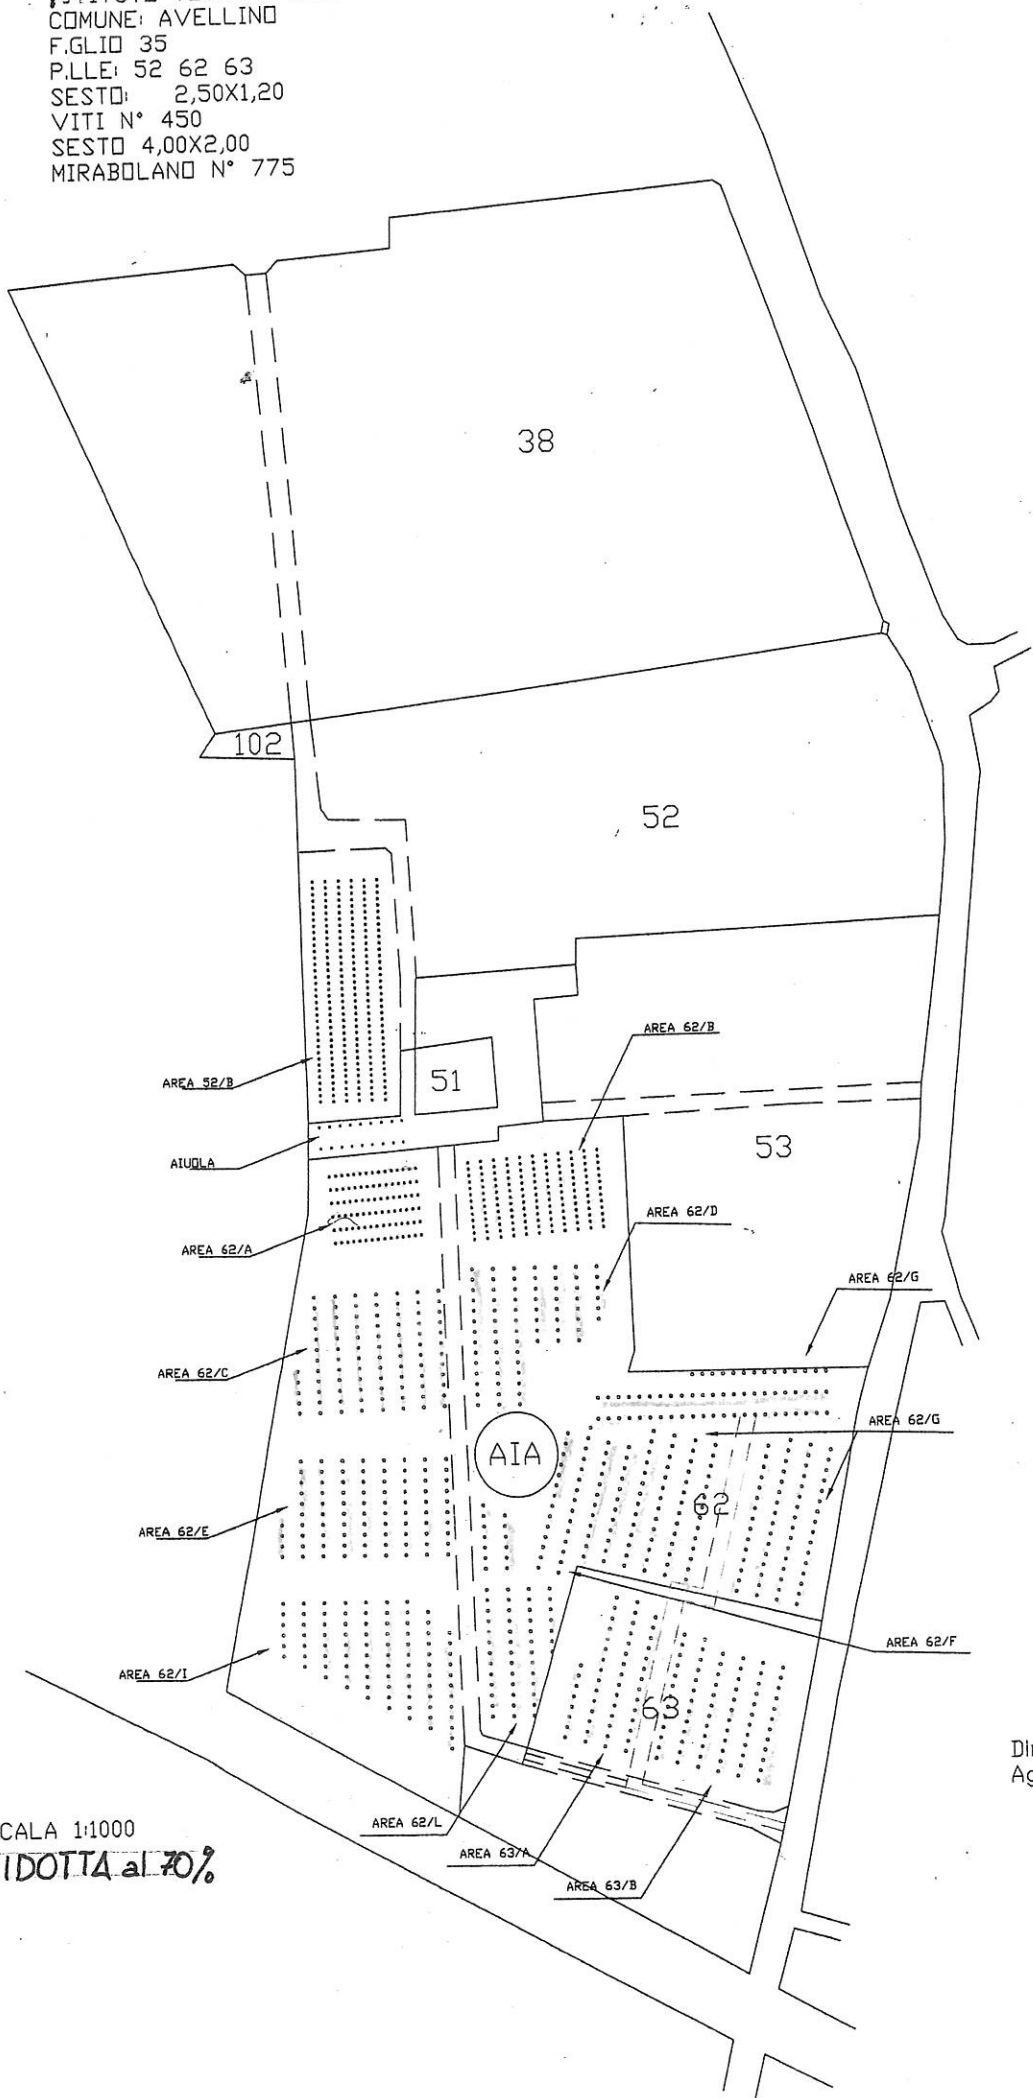 COMUNE: AVELLINO
F.GLIO 35
P.LLE: 52 62 63
SESTO: 2,50X1,20
VITI N° 450
SESTO 4,00X2,00
MIRABOLANO N° 775
38
102
52
AREA 62/B
51
AREA 52/B
53
AIUOLA
AREA 62/D
AREA 62/A
AREA 62/G
AREA 62/C
AREA 62/G
AIA
62
AREA 62/E
AREA 62/F
AREA 62/I
63
AREA 62/L
CALA 1:1000
IDOTTA al 70%
AREA 63/A
AREA 63/B